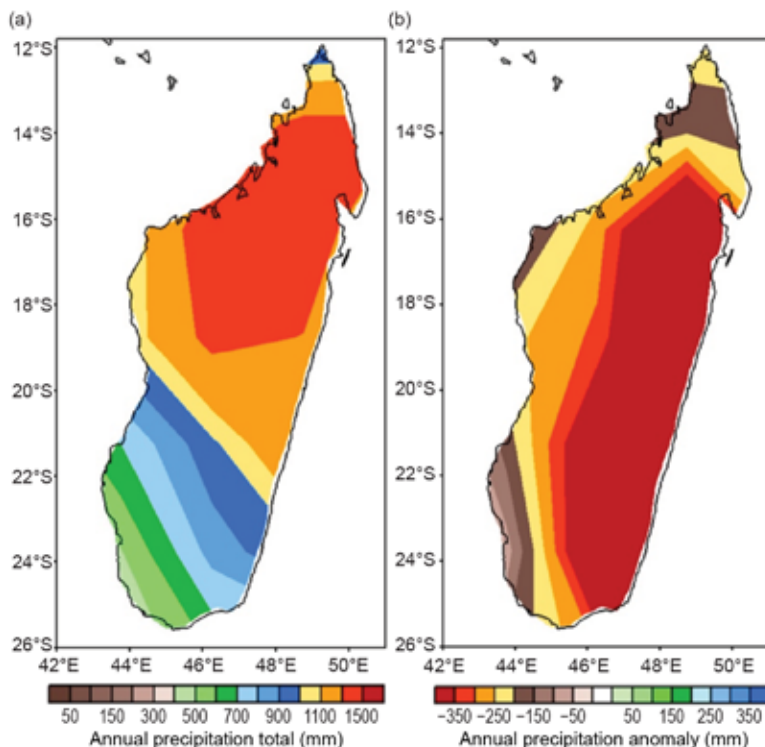 (a)
(b)
12°S
14°S
16°S
18°S
20°S
22°S
24°S
26°S
42°E 44°E 46°E 48°E 50°E
50 150 300 500 700 900 1100 1500
Annual precipitation total (mm)
12°S
14°S
16°S
18°S
20°S
22°S
24°S
26°S
42°E 44°E 46°E 48°E 50°E
−350 −250 −150 −50 50 150 250 350
Annual precipitation anomaly (mm)